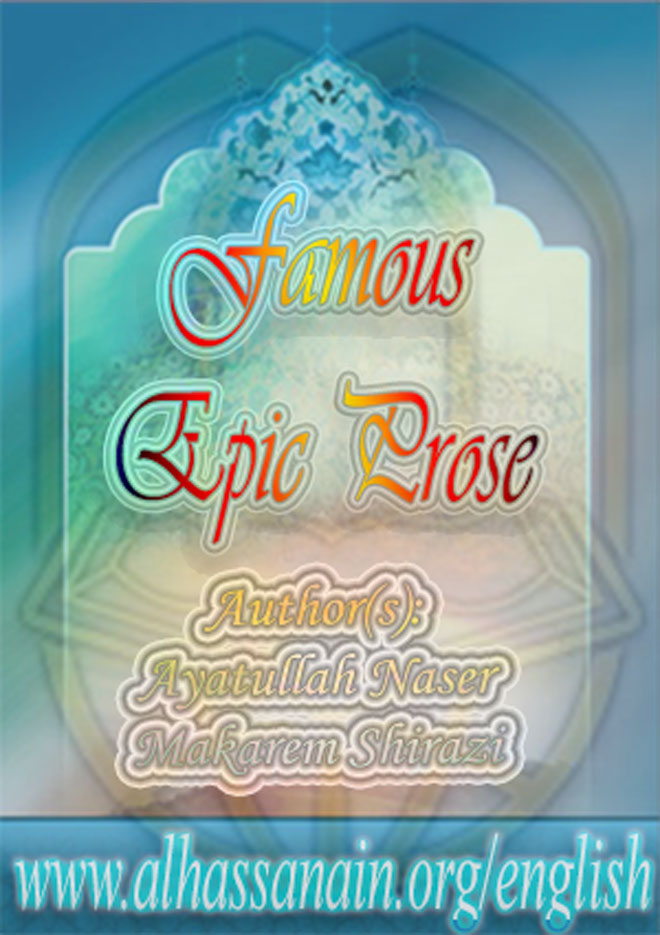 Famous
Epic Prose
Author(s):
Ayatullah Naser
Makarem Shirazi
www.alhassanain.org/english